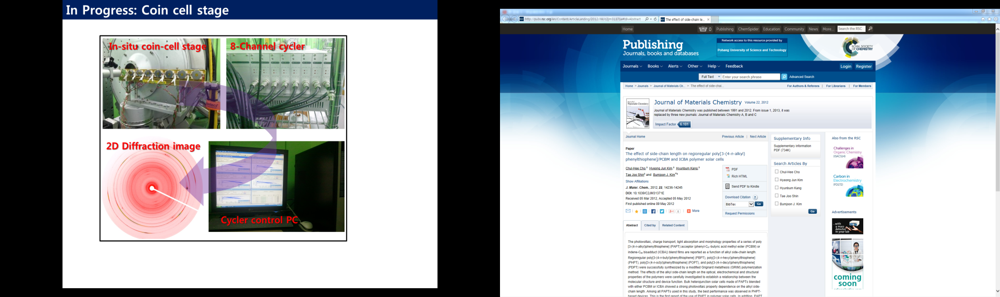 In Progress: Coin cell stage
In-situ coin-cell stage
8-Channel cycler
2D Diffraction image
Cycler control PC
http://pubs.rsc.org/en/Content/ArticleLanding/2012/JM/c2jm31371e#!divAbstract
The effect of side-chain le...
Home
0 Publishing ChemSpider Education Community News More... Search the RSC
Publishing
Journals, books and databases
Network access to this resource provided by
Pohang University of Science and Technology
ROYAL SOCIETY
OF CHEMISTRY
Journals Books Alerts Other Help Feedback
Login Register
Full Text Enter your search phrase Advanced Search
Home > Journals > Journal of Materials Ch... > The effect of side-chai...
For Authors & Referees | For Librarians | For Members
Journal of Materials Chemistry Volume 22, 2012
Journal of Materials Chemistry was published between 1991 and 2012. From issue 1, 2013, it was
replaced by three new journals: Journal of Materials Chemistry A, B and C
Impact Factor 6.101
Journal Home
Previous Article | Next Article
Paper
The effect of side-chain length on regioregular poly[3-(4-n-alkyl)
phenylthiophene]/PCBM and ICBA polymer solar cells
Chul-Hee Cho, Hyeong Jun Kim, Hyunbum Kang,
Tae Joo Shin and Bumjoon J. Kim
Show Affiliations
J. Mater. Chem., 2012, 22, 14236-14245
DOI: 10.1039/C2JM31371E
Received 05 Mar 2012, Accepted 05 May 2012
First published online 09 May 2012
More
PDF
Rich HTML
Send PDF to Kindle
Download Citation ?
BibTex Go
Request Permissions
Supplementary Info
Supplementary information
PDF (734K)
Search Articles By
Chul-Hee Cho
Hyeong Jun Kim
Hyunbum Kang
Tae Joo Shin
Bumjoon J. Kim
Go
Also from the RSC
Challenges in
Organic Chemistry
(ISACS14)
Carbon in
Electrochemistry
(FD172)
Advertisements
...with
a mass
detector
in your lab
coming
soon
Abstract Cited by Related Content
The photovoltaic, charge transport, light absorption and morphology properties of a series of poly
[3-(4-n-alkyl)phenylthiophene] (PAPT):acceptor (phenyl-C₆₁-butyric acid methyl ester (PCBM) or
indene-C₆₀ bisadduct (ICBA)) blend films are reported as a function of alkyl side-chain length.
Regioregular poly[3-(4-n-butyl)phenylthiophene] (PBPT), poly[3-(4-n-hexyl)phenylthiophene]
(PHPT), poly[3-(4-n-octyl)phenylthiophene] (POPT), and poly[3-(4-n-decyl)phenylthiophene]
(PDPT) were successfully synthesized by a modified Grignard metathesis (GRIM) polymerization
method. The effects of the alkyl side-chain length on the optical, electrochemical and structural
properties of the polymers were carefully investigated to establish a relationship between the
molecular structure and device function. Bulk heterojunction solar cells made of PAPTs blended
with either PCBM or ICBA showed a strong photovoltaic property dependence on the alkyl side-
chain length. Among all PAPTs used in this study, the best performance was observed in PHPT-
based devices. This is the first report of the use of PHPT in polymer solar cells. In addition, PAPT